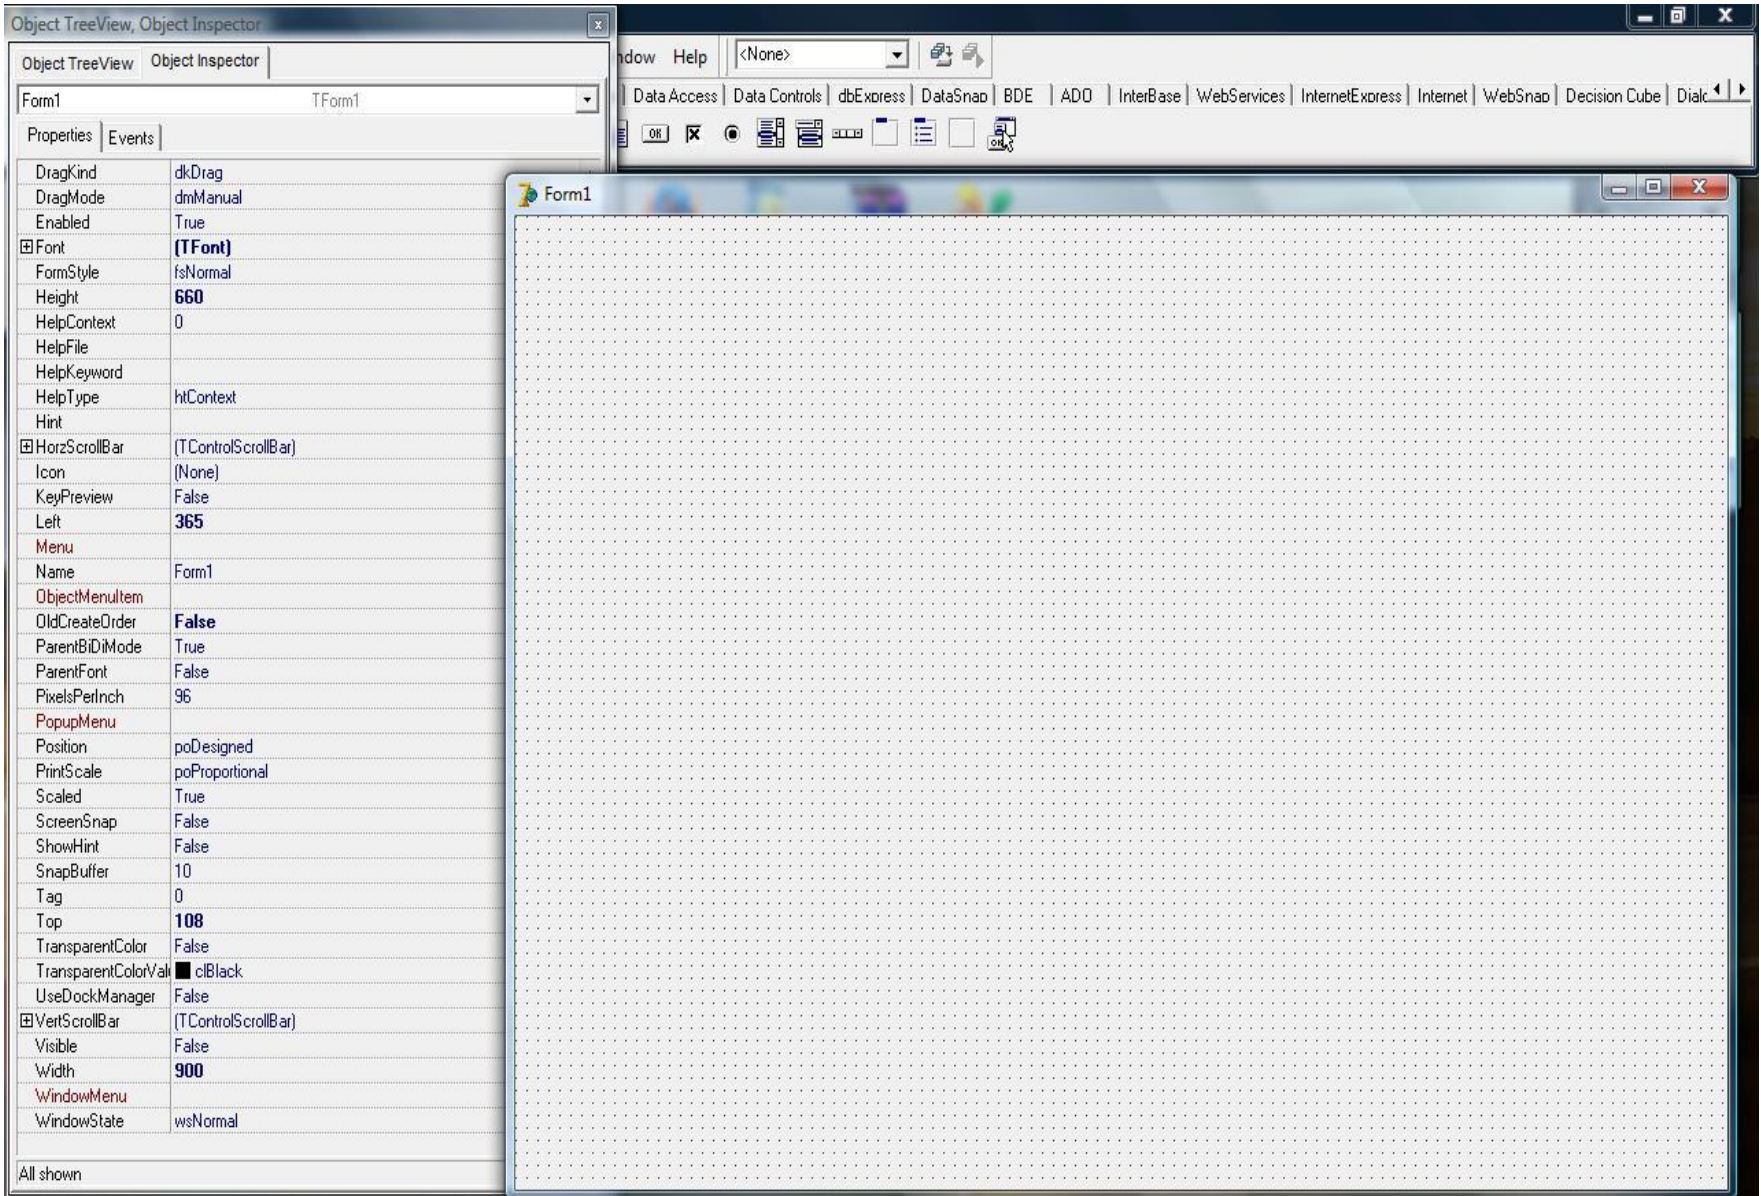 Object TreeView, Object Inspector
Object TreeView Object Inspector
Form1 TForm1
Properties Events
DragKind dkDrag
DragMode dmManual
Enabled True
Font (TFont)
FormStyle fsNormal
Height 660
HelpContext 0
HelpFile
HelpKeyword
HelpType htContext
Hint
HorzScrollBar (TControlScrollBar)
Icon (None)
KeyPreview False
Left 365
Menu
Name Form1
ObjectMenuItem
OldCreateOrder False
ParentBiDiMode True
ParentFont False
PixelsPerInch 96
PopupMenu
Position poDesigned
PrintScale poProportional
Scaled True
ScreenSnap False
ShowHint False
SnapBuffer 10
Tag 0
Top 108
TransparentColor False
TransparentColorValu clBlack
UseDockManager False
VertScrollBar (TControlScrollBar)
Visible False
Width 900
WindowMenu
WindowState wsNormal
All shown
ndow Help <None>
Data Access Data Controls dbExpress DataSnap BDE ADO InterBase WebServices InternetExpress Internet WebSnap Decision Cube Dialc
OK
Form1